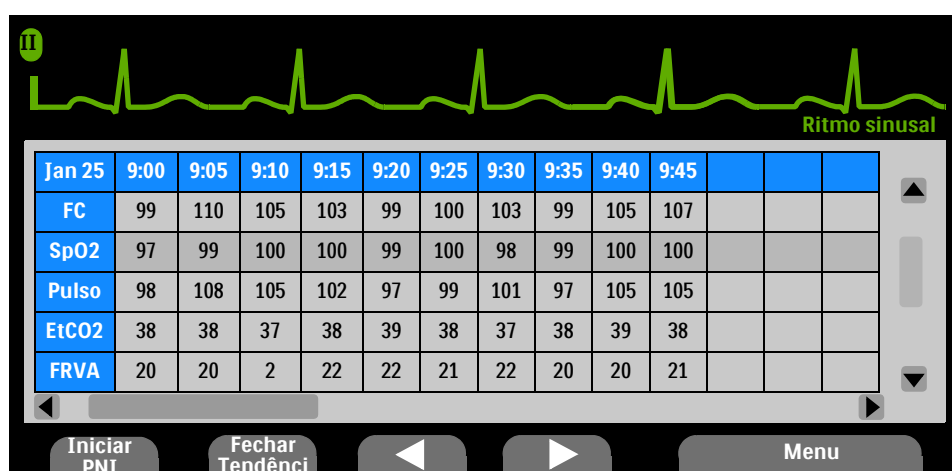 II
Ritmo sinusal
Jan 25 9:00 9:05 9:10 9:15 9:20 9:25 9:30 9:35 9:40 9:45
FC 99 110 105 103 99 100 103 99 105 107
SpO2 97 99 100 100 99 100 98 99 100 100
Pulso 98 108 105 102 97 99 101 97 105 105
EtCO2 38 38 37 38 39 38 37 38 39 38
FRVA 20 20 2 22 22 21 22 20 20 21
Iniciar
PNI
Fechar
Tendênci
Menu